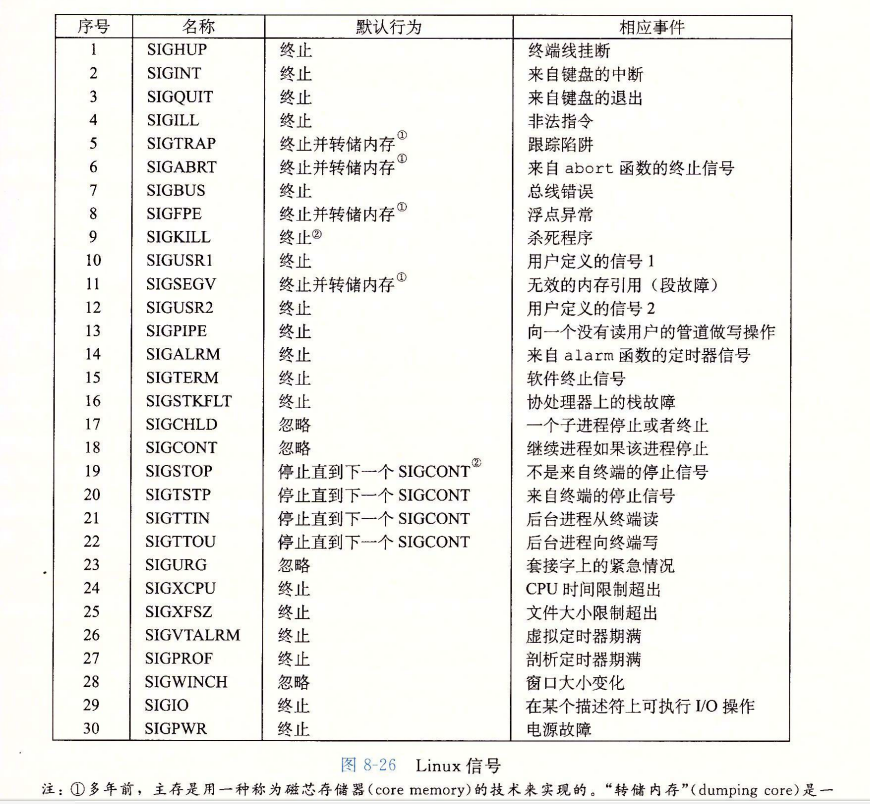 序号 名称 默认行为 相应事件
1 SIGHUP 终止 终端线挂断
2 SIGINT 终止 来自键盘的中断
3 SIGQUIT 终止 来自键盘的退出
4 SIGILL 终止 非法指令
5 SIGTRAP 终止并转储内存① 跟踪陷阱
6 SIGABRT 终止并转储内存① 来自 abort 函数的终止信号
7 SIGBUS 终止 总线错误
8 SIGFPE 终止并转储内存① 浮点异常
9 SIGKILL 终止② 杀死程序
10 SIGUSR1 终止 用户定义的信号 1
11 SIGSEGV 终止并转储内存① 无效的内存引用（段故障）
12 SIGUSR2 终止 用户定义的信号 2
13 SIGPIPE 终止 向一个没有读用户的管道做写操作
14 SIGALRM 终止 来自 alarm 函数的定时器信号
15 SIGTERM 终止 软件终止信号
16 SIGSTKFLT 终止 协处理器上的栈故障
17 SIGCHLD 忽略 一个子进程停止或者终止
18 SIGCONT 忽略 继续进程如果该进程停止
19 SIGSTOP 停止直到下一个 SIGCONT② 不是来自终端的停止信号
20 SIGTSTP 停止直到下一个 SIGCONT 来自终端的停止信号
21 SIGTTIN 停止直到下一个 SIGCONT 后台进程从终端读
22 SIGTTOU 停止直到下一个 SIGCONT 后台进程向终端写
23 SIGURG 忽略 套接字上的紧急情况
24 SIGXCPU 终止 CPU 时间限制超出
25 SIGXFSZ 终止 文件大小限制超出
26 SIGVTALRM 终止 虚拟定时器期满
27 SIGPROF 终止 剖析定时器期满
28 SIGWINCH 忽略 窗口大小变化
29 SIGIO 终止 在某个描述符上可执行 I/O 操作
30 SIGPWR 终止 电源故障
图 8-26 Linux 信号
注：①多年前，主存是用一种称为磁芯存储器(core memory)的技术来实现的。“转储内存”(dumping core)是一